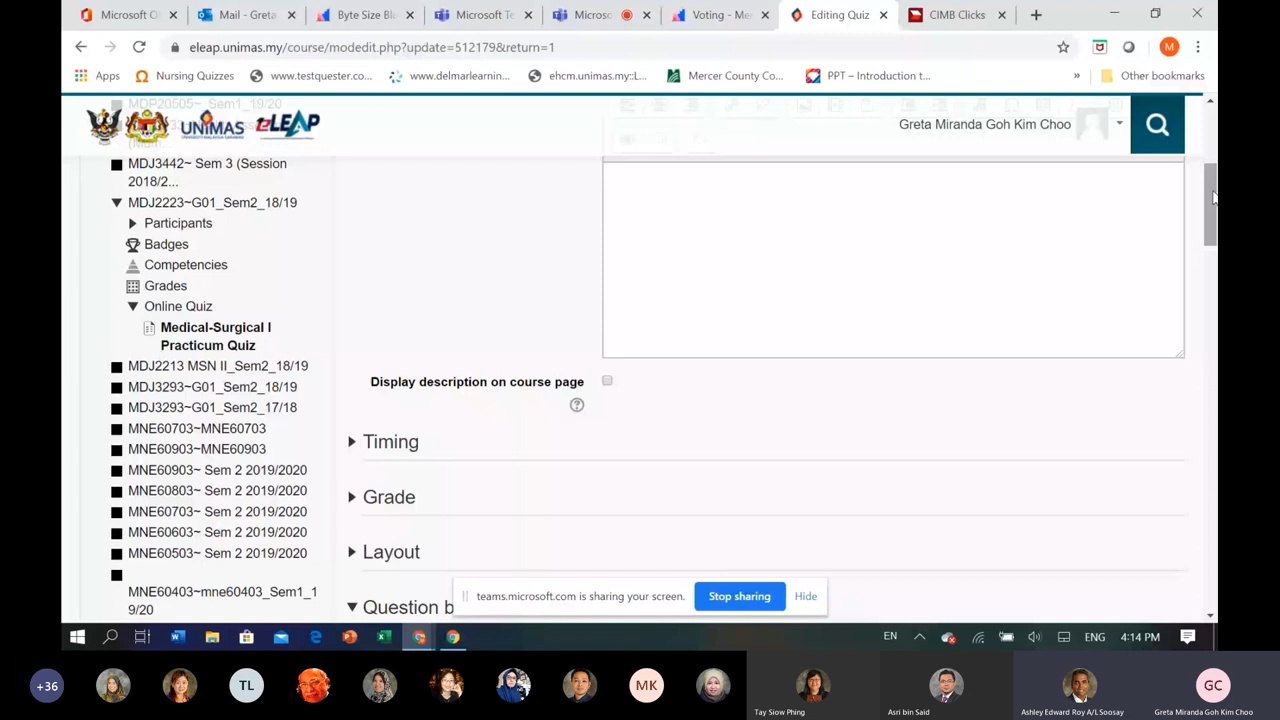 Microsoft O
Mail - Greta
Byte Size Bl
Microsoft Te
Microso
Voting - Me
Editing Quiz
CIMB Clicks
eleap.unimas.my/course/modedit.php?update=512179&return=1
M
Apps
Nursing Quizzes
www.testquester.co...
www.delmarlearnin...
ehcm.unimas.my::L...
Mercer County Co...
PPT – Introduction t...
»
Other bookmarks
MDP20505~ Sem1_19/20
UNIMAS
eLEAP
Greta Miranda Goh Kim Choo
MDJ3442~ Sem 3 (Session
2018/2...
MDJ2223~G01_Sem2_18/19
Participants
Badges
Competencies
Grades
Online Quiz
Medical-Surgical I
Practicum Quiz
MDJ2213 MSN II_Sem2_18/19
MDJ3293~G01_Sem2_18/19
MDJ3293~G01_Sem2_17/18
MNE60703~MNE60703
MNE60903~MNE60903
MNE60903~ Sem 2 2019/2020
MNE60803~ Sem 2 2019/2020
MNE60703~ Sem 2 2019/2020
MNE60603~ Sem 2 2019/2020
MNE60503~ Sem 2 2019/2020
MNE60403~mne60403_Sem1_1
9/20
Display description on course page
?
Timing
Grade
Layout
Question b
teams.microsoft.com is sharing your screen.
Stop sharing
Hide
EN
ENG
4:14 PM
+36
TL
MK
GC
Tay Siow Phing
Asri bin Said
Ashley Edward Roy A/L Soosay
Greta Miranda Goh Kim Choo